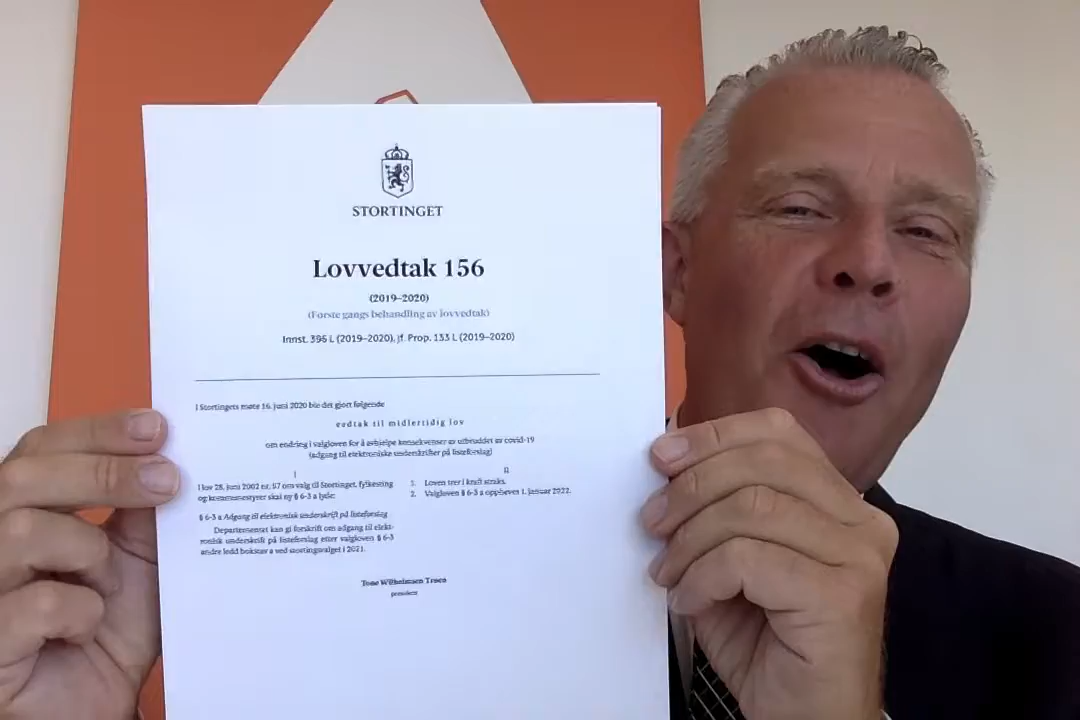 STORTINGET
Lovvedtak 156
(2019–2020)
(Første gangs behandling av lovvedtak)
Innst. 396 L (2019–2020), jf. Prop. 133 L (2019–2020)
I Stortingets møte 16. juni 2020 ble det gjort følgende
vedtak til midlertidig lov
om endring i valgloven for å avhjelpe konsekvenser av utbruddet av covid-19
(adgang til elektroniske underskrifter på listeforslag)
I
I lov 28. juni 2002 nr. 57 om valg til Stortinget, fylkesting
og kommunestyrer skal ny § 6-3 a lyde:
§ 6-3 a Adgang til elektronisk underskrift på listeforslag
Departementet kan gi forskrift om adgang til elekt-
ronisk underskrift på listeforslag etter valgloven § 6-3
andre ledd bokstav a ved stortingsvalget i 2021.
II
1. Loven trer i kraft straks.
2. Valgloven § 6-3 a oppheves 1. januar 2022.
Tone Wilhelmsen Trøen
president